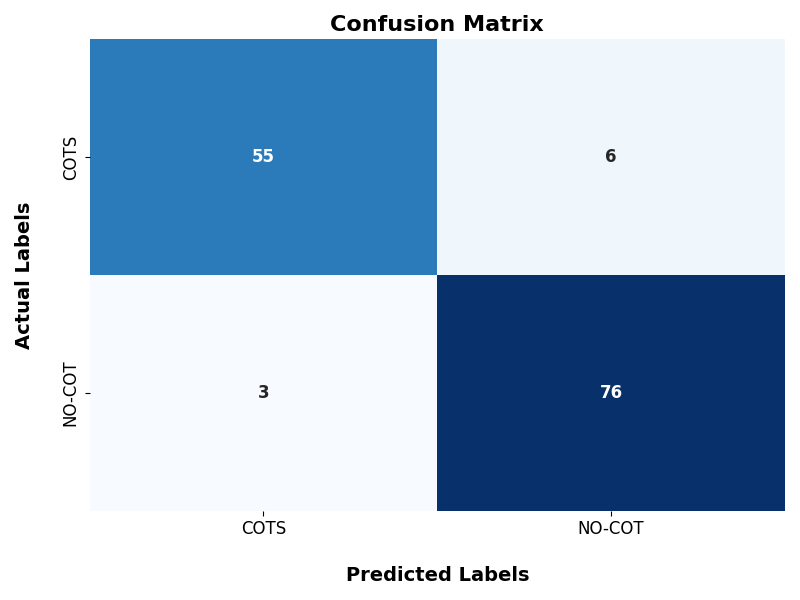 Confusion Matrix
Actual Labels
COTS
55
6
NO-COT
3
76
COTS
NO-COT
Predicted Labels